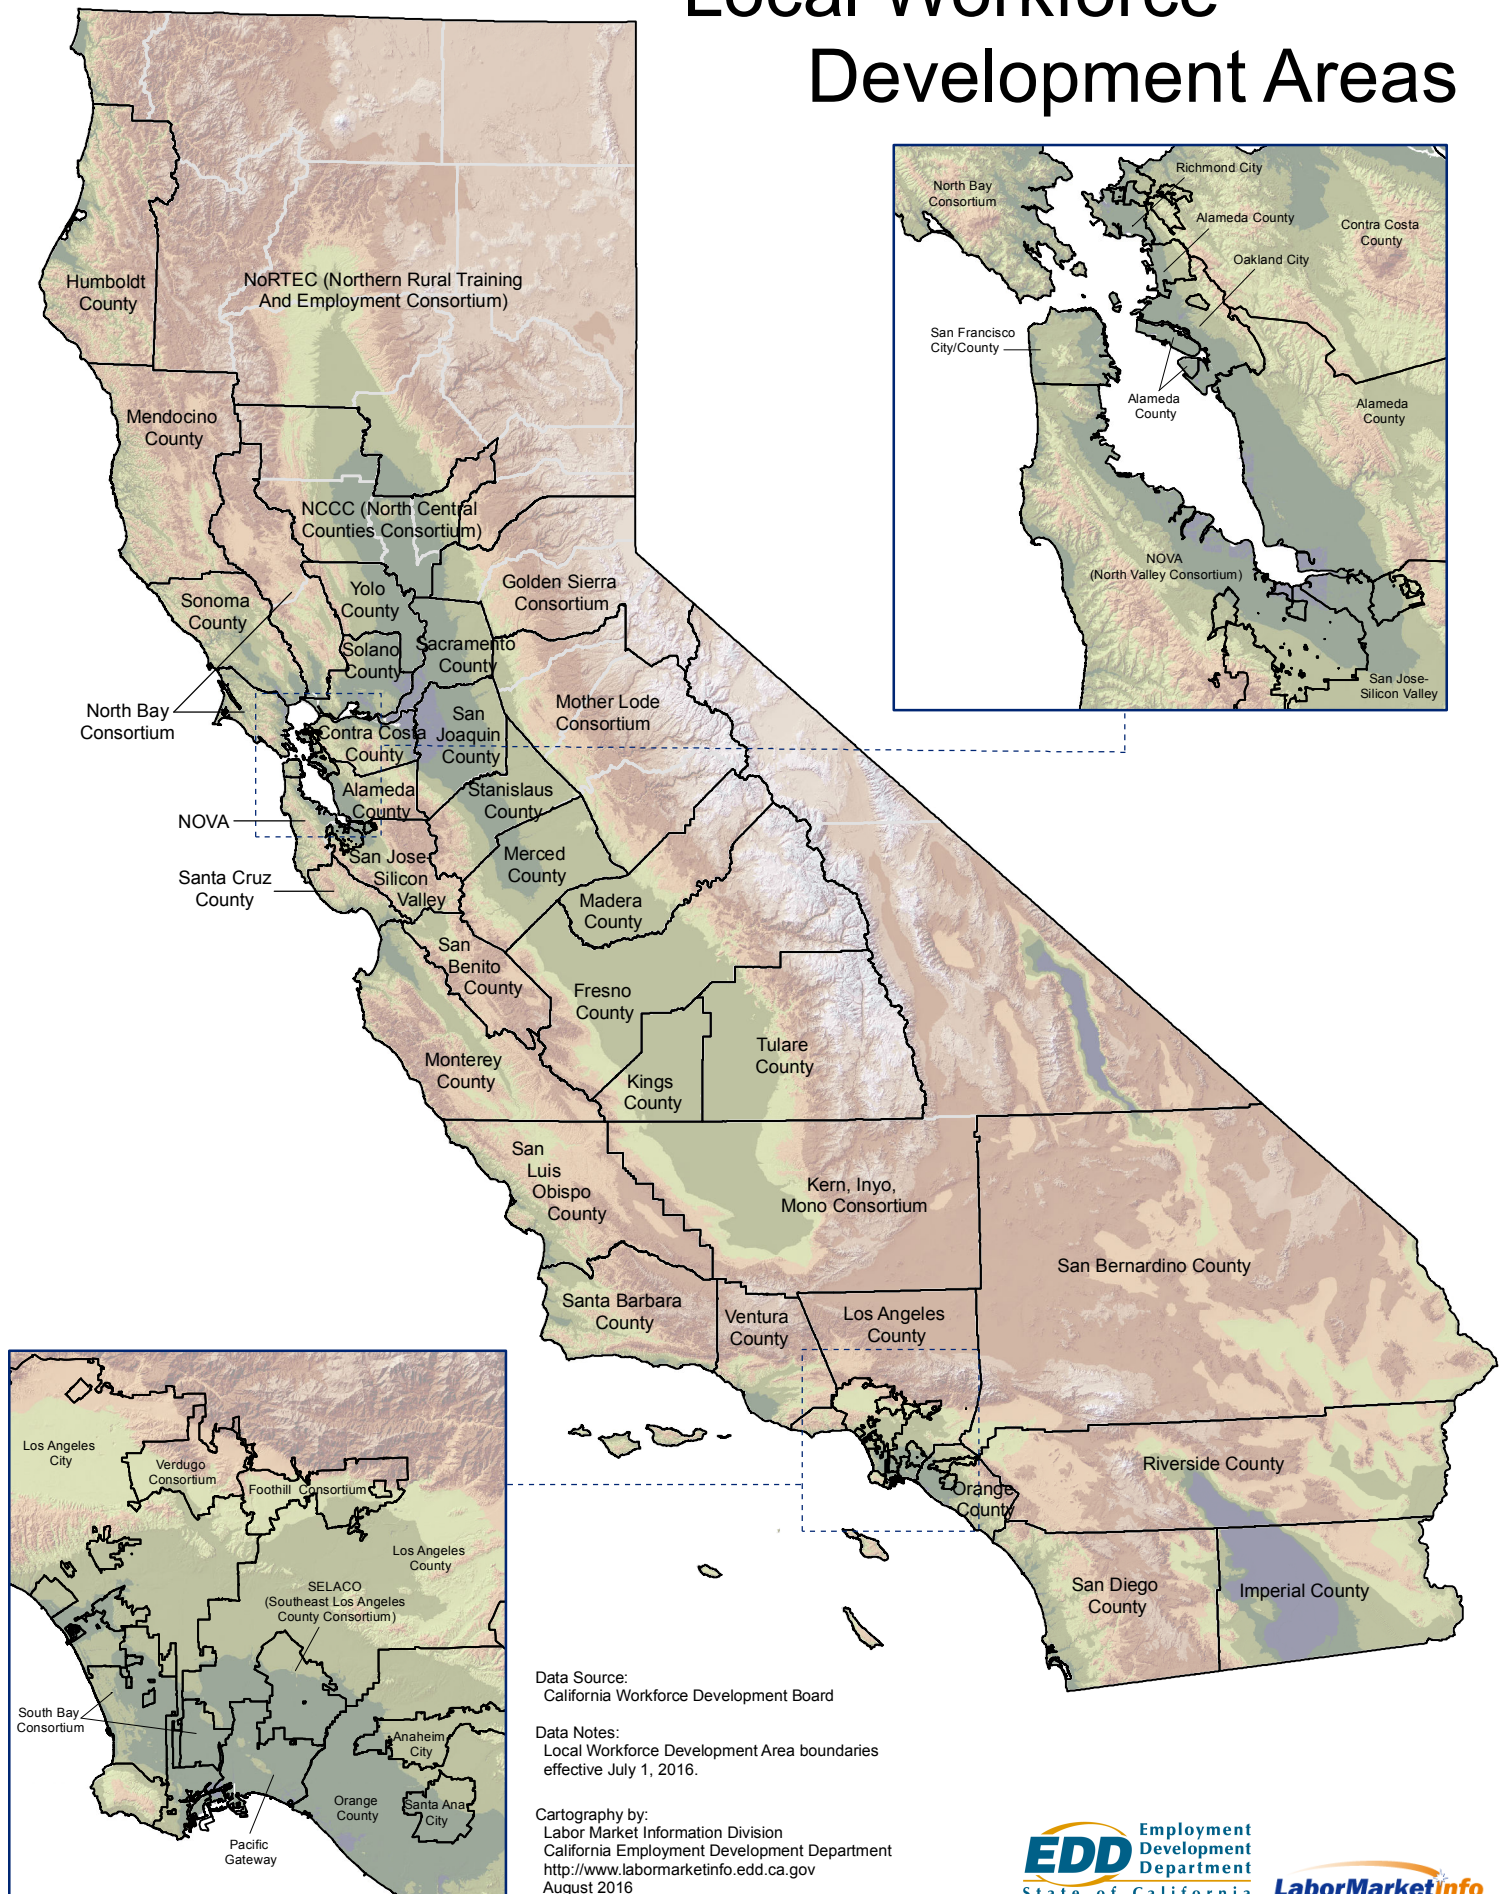 Local Workforce
Development Areas
Richmond City
North Bay
Consortium
Alameda County
Contra Costa
County
Oakland City
San Francisco
City/County
Alameda
County
Alameda
County
NOVA
(North Valley Consortium)
San Jose-
Silicon Valley
Humboldt
County
NoRTEC (Northern Rural Training
And Employment Consortium)
Mendocino
County
NCCC (North Central
Counties Consortium)
Golden Sierra
Consortium
Yolo
County
Sonoma
County
Solano
County
Sacramento
County
North Bay
Consortium
Mother Lode
Consortium
San
Joaquin
County
Contra Costa
County
Alameda
County
Stanislaus
County
NOVA
San Jose-
Silicon
Valley
Merced
County
Santa Cruz
County
Madera
County
San
Benito
County
Fresno
County
Tulare
County
Monterey
County
Kings
County
San
Luis
Obispo
County
Kern, Inyo,
Mono Consortium
San Bernardino County
Santa Barbara
County
Ventura
County
Los Angeles
County
Riverside County
Orange
County
San Diego
County
Imperial County
Los Angeles
City
Verdugo
Consortium
Foothill Consortium
Los Angeles
County
SELACO
(Southeast Los Angeles
County Consortium)
South Bay
Consortium
Anaheim
City
Orange
County
Santa Ana
City
Pacific
Gateway
Data Source:
California Workforce Development Board
Data Notes:
Local Workforce Development Area boundaries
effective July 1, 2016.
Cartography by:
Labor Market Information Division
California Employment Development Department
http://www.labormarketinfo.edd.ca.gov
August 2016
EDD
Employment
Development
Department
State of California
LaborMarketinfo